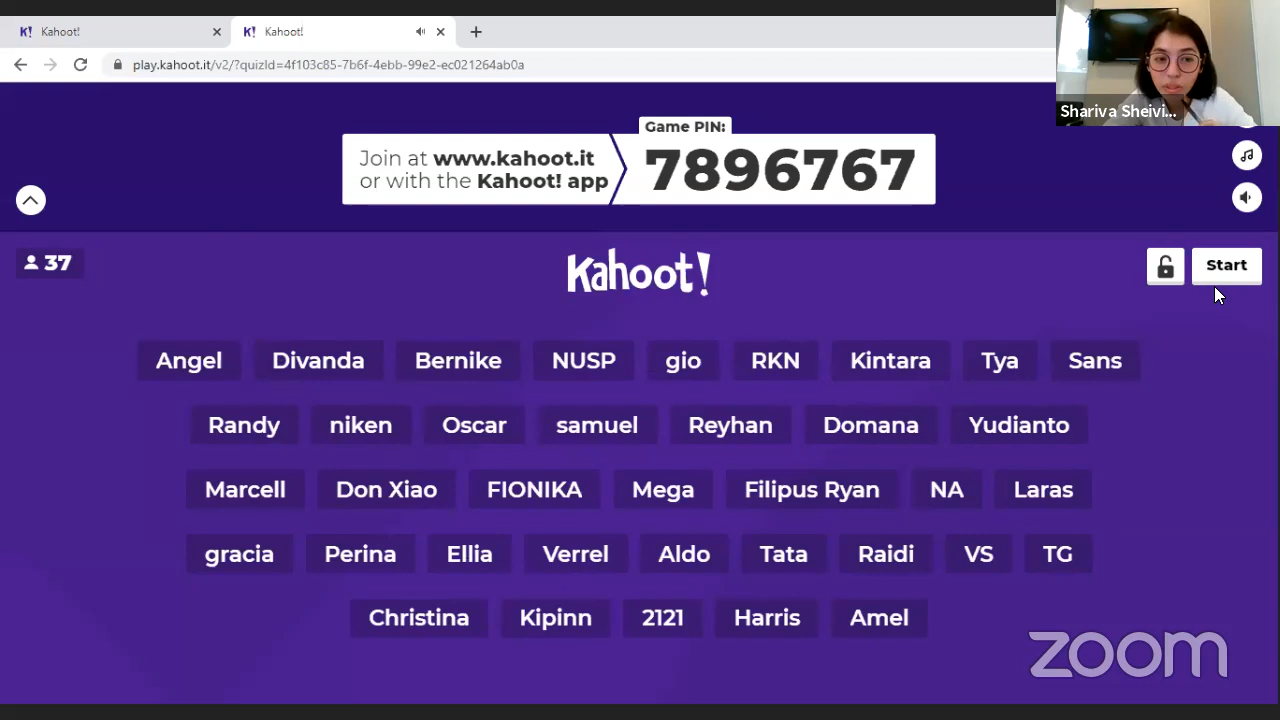 Kahoot!
Kahoot!
play.kahoot.it/v2/?quizId=4f103c85-7b6f-4ebb-99e2-ec021264ab0a
Shariva Sheivi...
Game PIN:
Join at www.kahoot.it
or with the Kahoot! app
7896767
37
Kahoot!
Start
Angel Divanda Bernike NUSP gio RKN Kintara Tya Sans
Randy niken Oscar samuel Reyhan Domana Yudianto
Marcell Don Xiao FIONIKA Mega Filipus Ryan NA Laras
gracia Perina Ellia Verrel Aldo Tata Raidi VS TG
Christina Kipinn 2121 Harris Amel
zoom